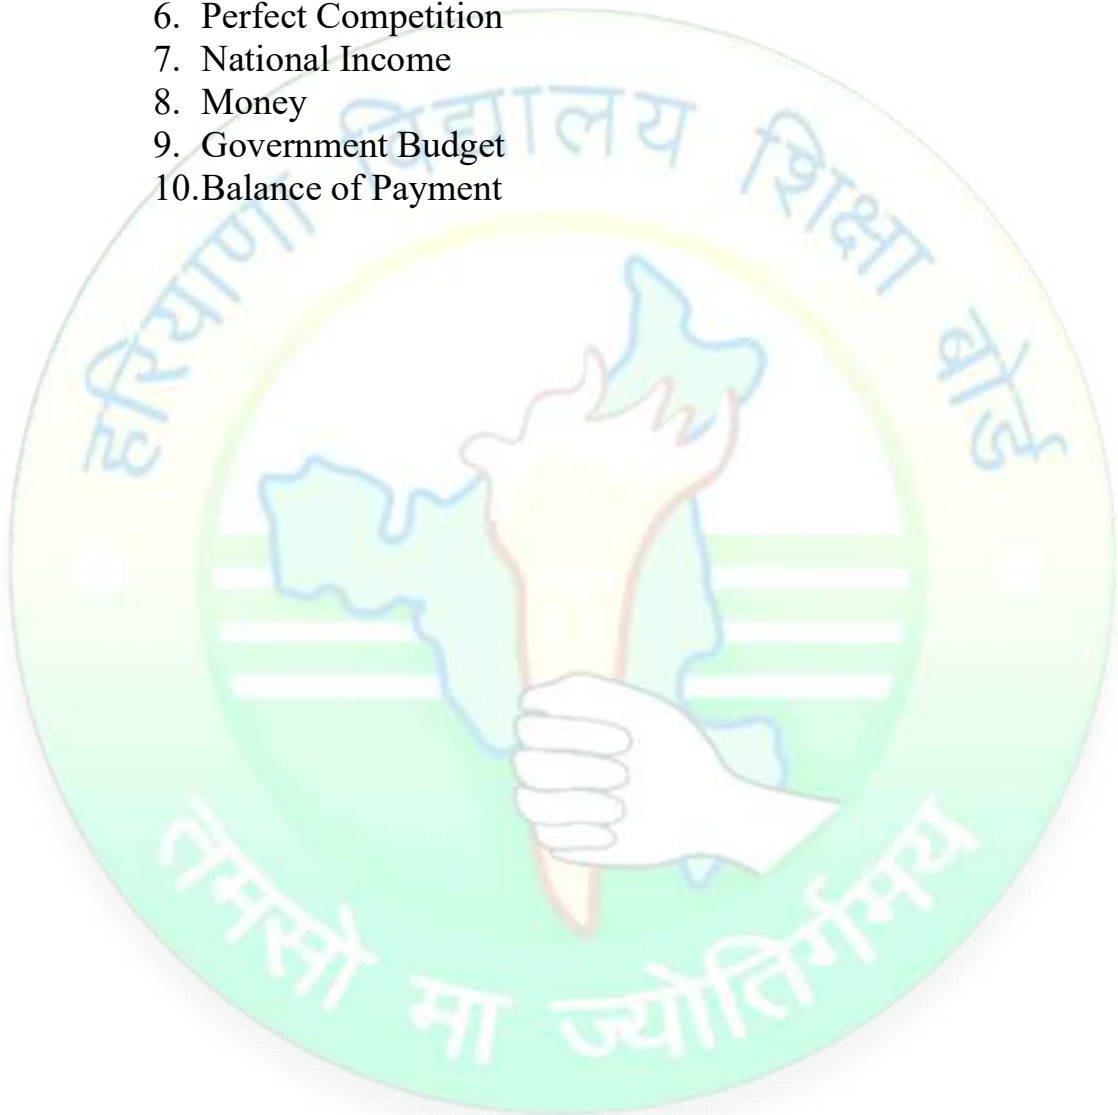 6. Perfect Competition
7. National Income
8. Money
9. Government Budget
10.Balance of Payment
हरियाणा विद्यालय शिक्षा बोर्ड
तमसो मा ज्योतिर्गमय